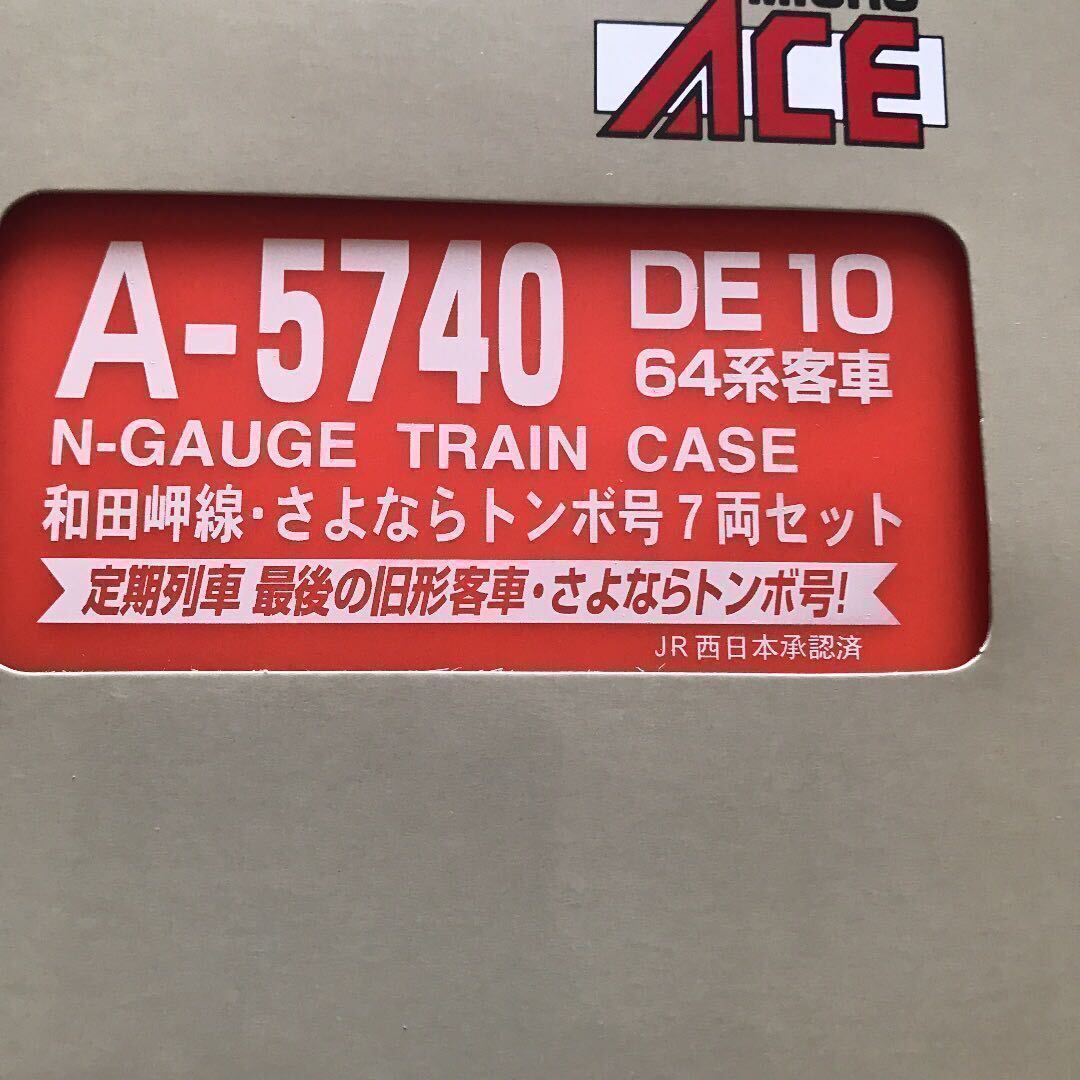 MICRO
ACE
A-5740
DE10
64系客車
N-GAUGE TRAIN CASE
和田岬線・さよならトンボ号7両セット
定期列車 最後の旧形客車・さよならトンボ号!
JR西日本承認済